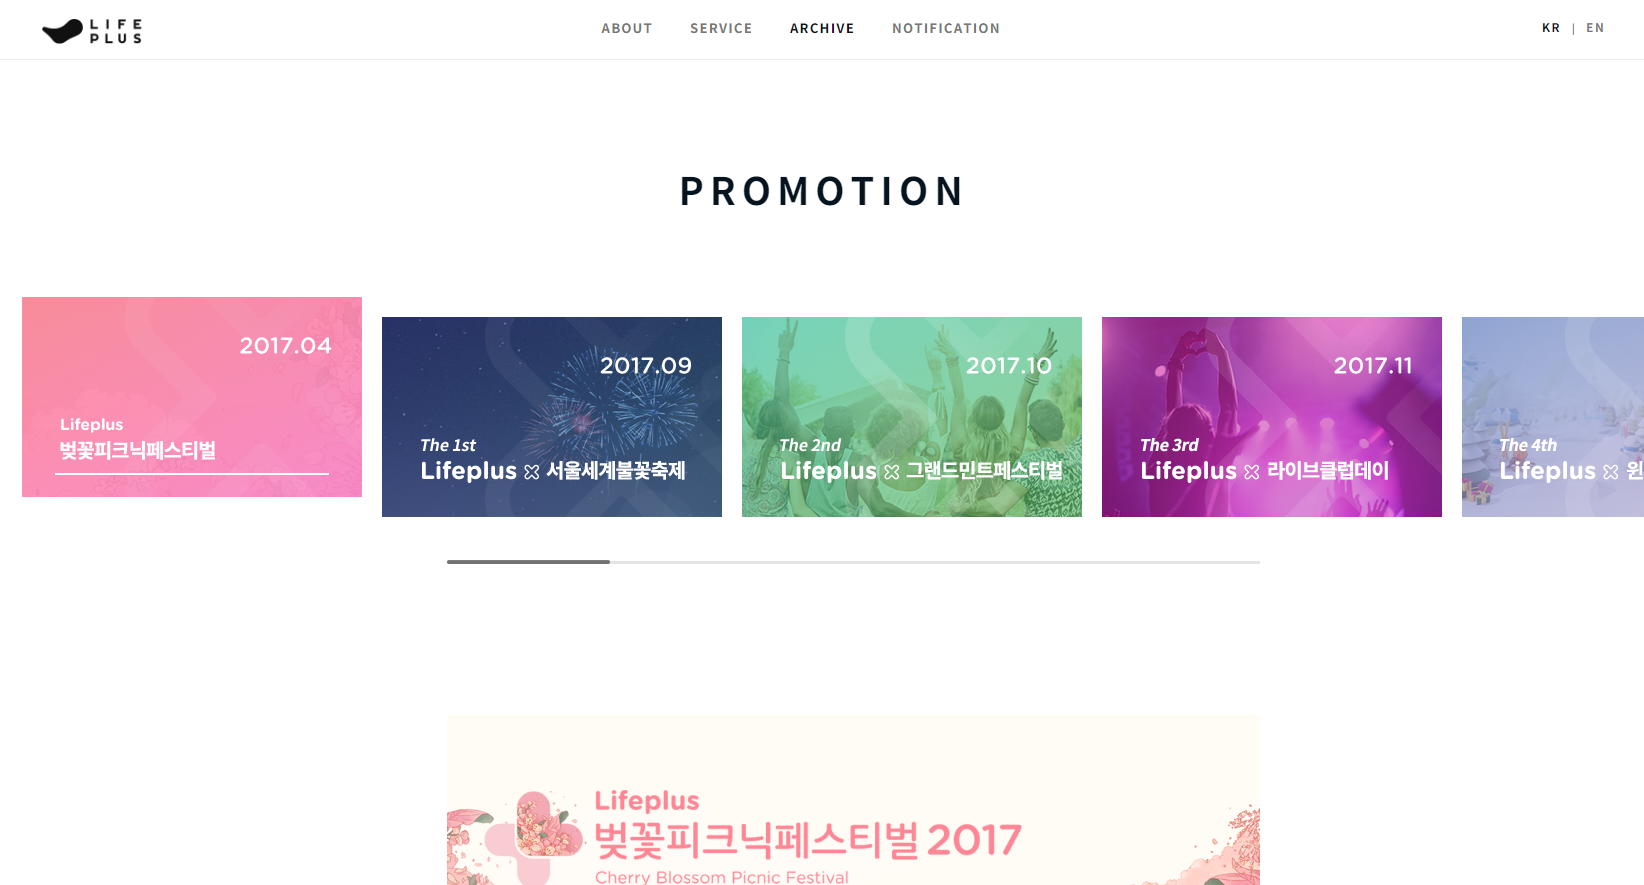 LIFE
PLUS
ABOUT SERVICE ARCHIVE NOTIFICATION
KR | EN
PROMOTION
2017.04
Lifeplus
벚꽃피크닉페스티벌
2017.09
The 1st
Lifeplus 서울세계불꽃축제
2017.10
The 2nd
Lifeplus 그랜드민트페스티벌
2017.11
The 3rd
Lifeplus 라이브클럽데이
The 4th
Lifeplus 윈
Lifeplus
벚꽃피크닉페스티벌 2017
Cherry Blossom Picnic Festival